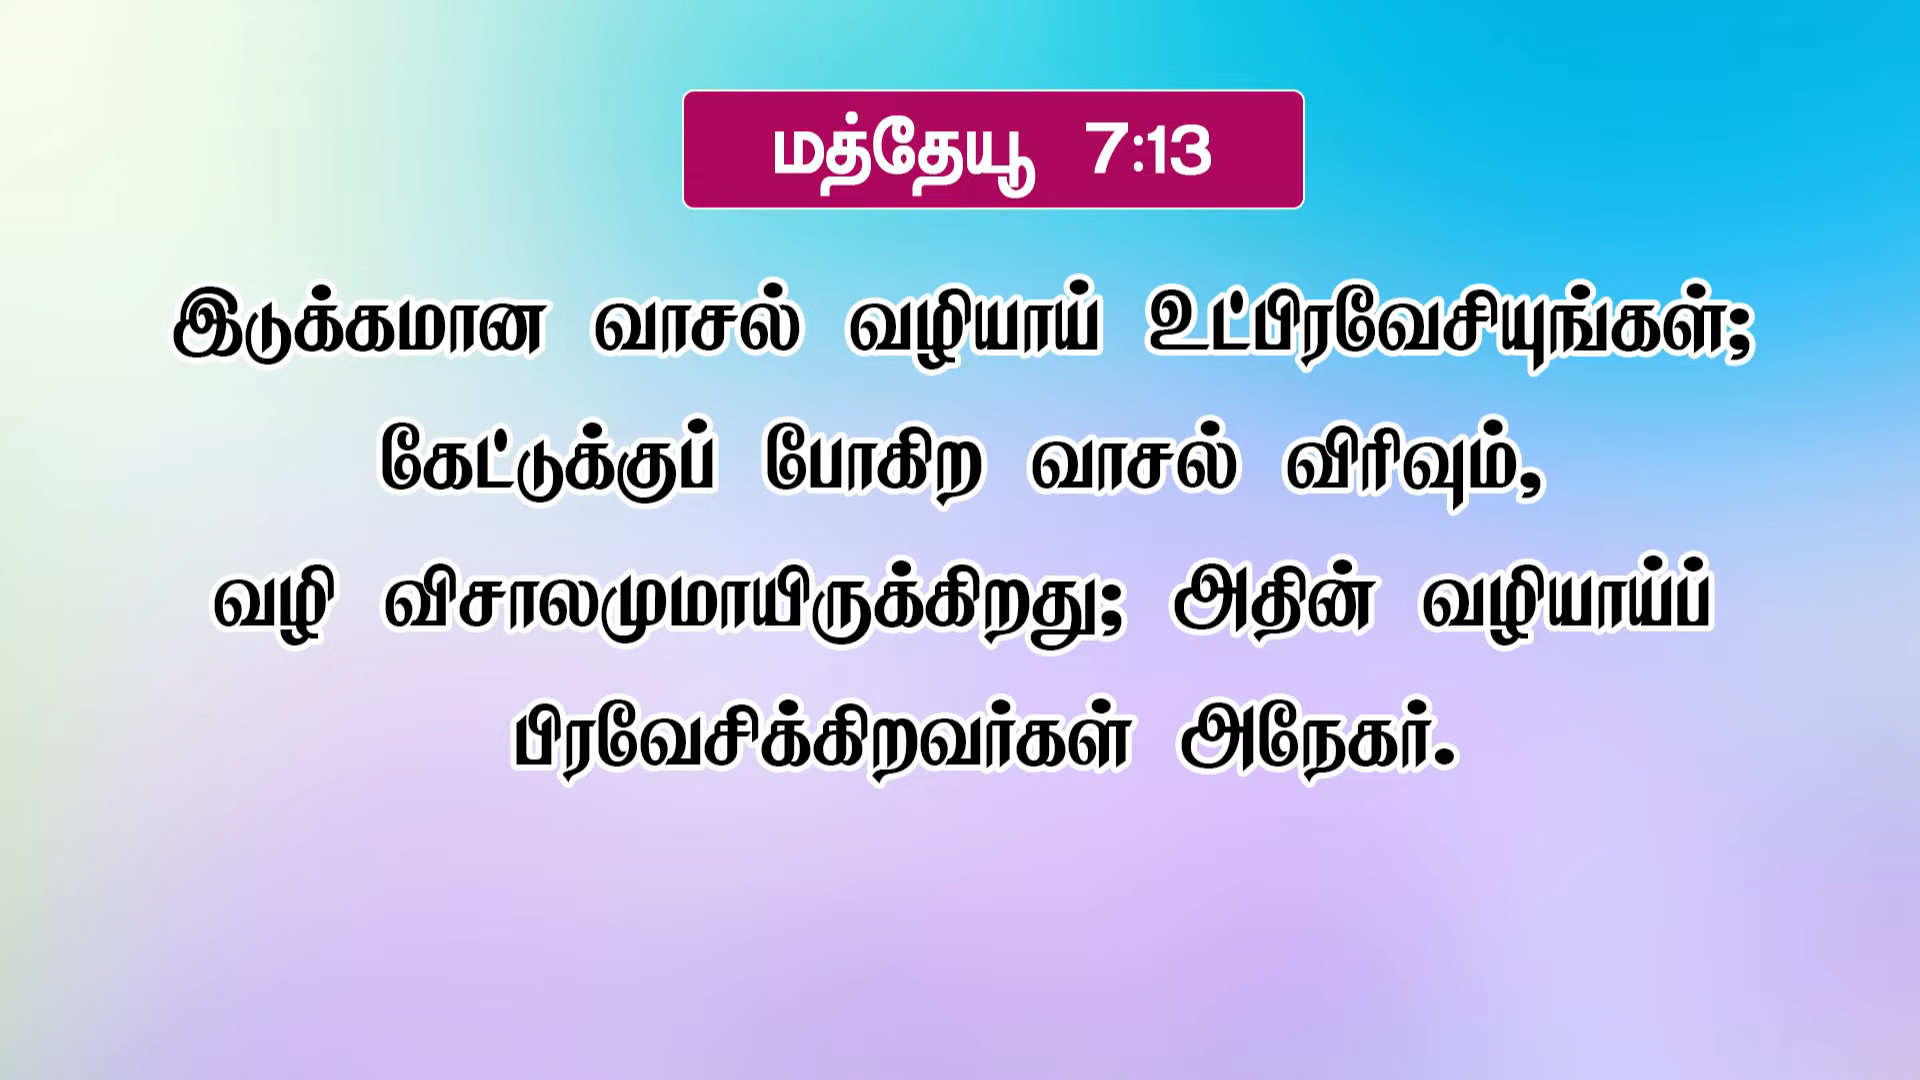 மத்தேயூ 7:13
இடுக்கமான வாசல் வழியாய் உட்பிரவேசியுங்கள்;
கேட்டுக்குப் போகிற வாசல் விரிவும்,
வழி விசாலமுமாயிருக்கிறது; அதின் வழியாய்ப்
பிரவேசிக்கிறவர்கள் அநேகர்.